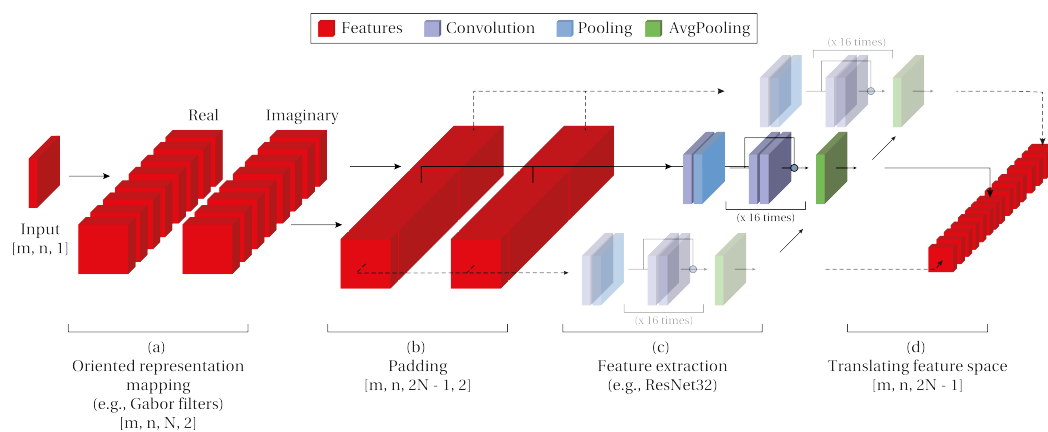 Features
Convolution
Pooling
AvgPooling
(x 16 times)
Real
Imaginary
Input
[m, n, 1]
(x 16 times)
(x 16 times)
(a)
Oriented representation
mapping
(e.g., Gabor filters)
[m, n, N, 2]
(b)
Padding
[m, n, 2N - 1, 2]
(c)
Feature extraction
(e.g., ResNet32)
(d)
Translating feature space
[m, n, 2N - 1]